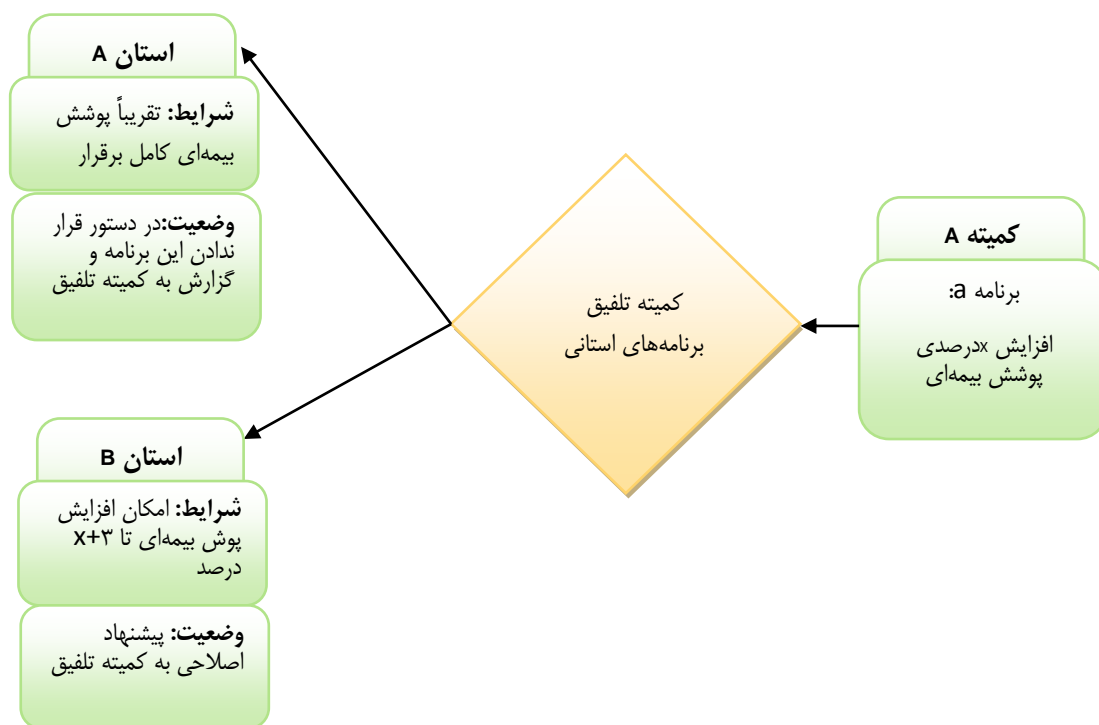 کمیته A
برنامه a:
افزایش xدرصدی
پوشش بیمه‌ای
کمیته تلفیق
برنامه‌های استانی
استان A
شرایط: تقریباً پوشش
بیمه‌ای کامل برقرار
وضعیت:در دستور قرار
ندادن این برنامه و
گزارش به کمیته تلفیق
استان B
شرایط: امکان افزایش
پوش بیمه‌ای تا x+۳
درصد
وضعیت: پیشنهاد
اصلاحی به کمیته تلفیق